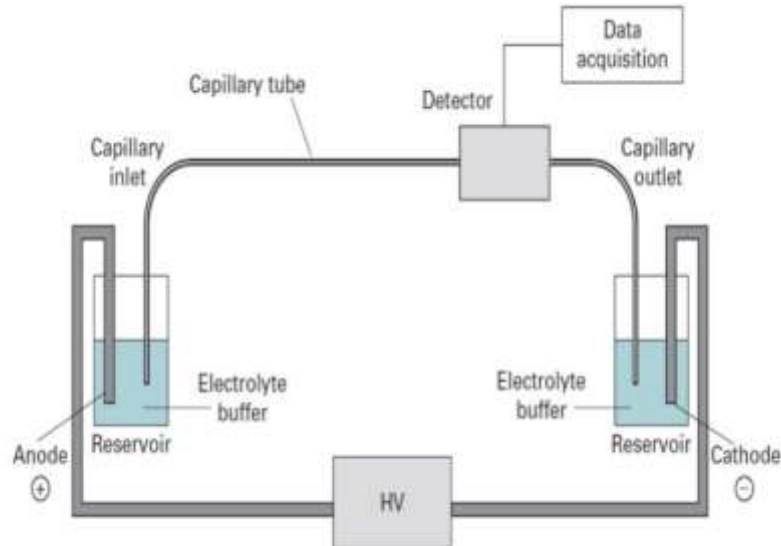 Data
acquisition
Capillary tube
Detector
Capillary
inlet
Capillary
outlet
Electrolyte
buffer
Electrolyte
buffer
Reservoir
Reservoir
Anode
+
Cathode
−
HV